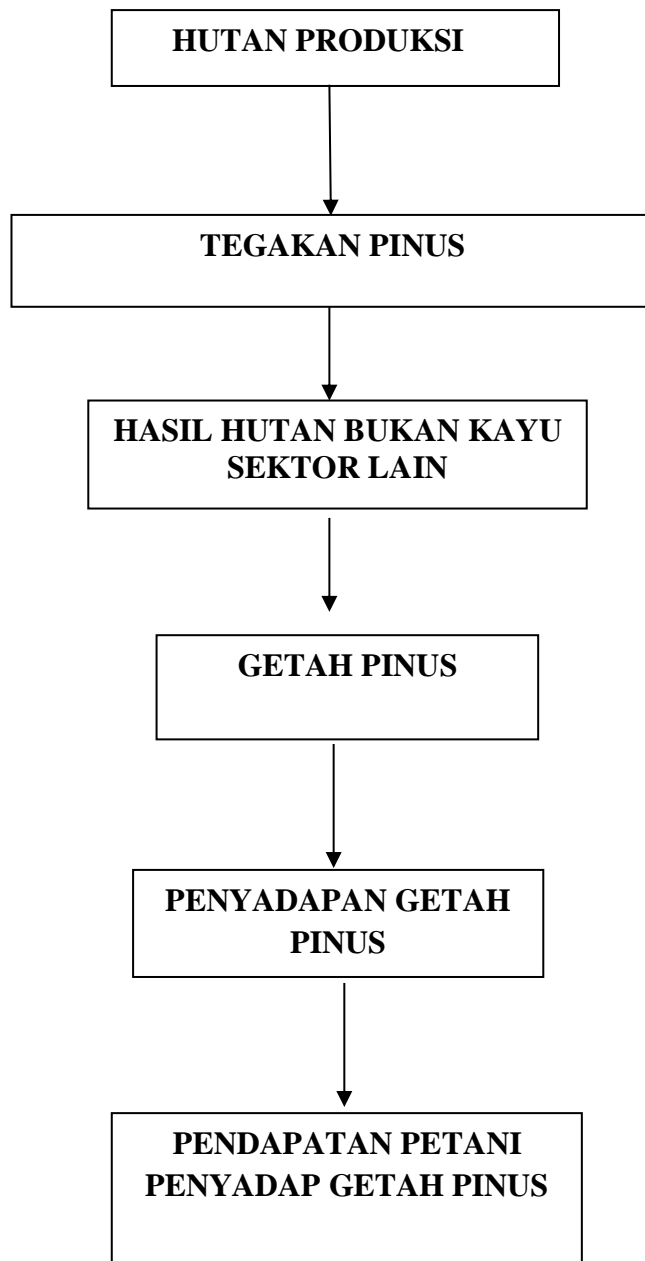 HUTAN PRODUKSI
TEGAKAN PINUS
HASIL HUTAN BUKAN KAYU
SEKTOR LAIN
GETAH PINUS
PENYADAPAN GETAH
PINUS
PENDAPATAN PETANI
PENYADAP GETAH PINUS